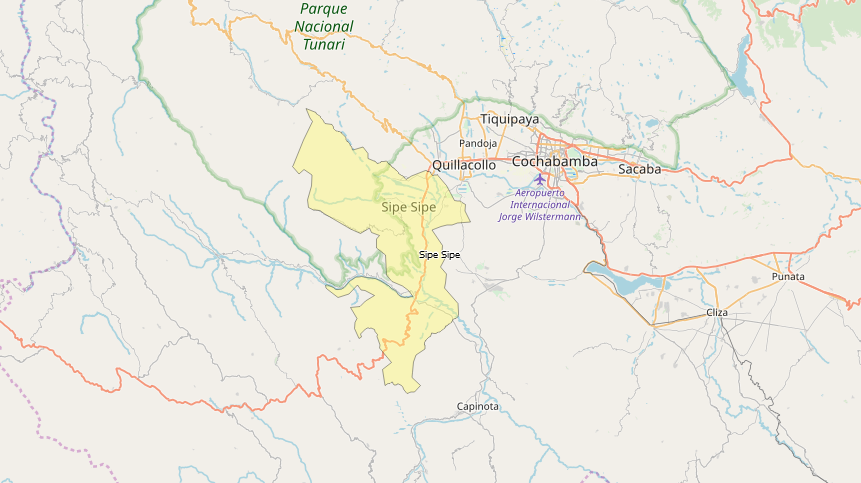 Parque
Nacional
Tunari
Tiquipaya
Pandoja
Quillacollo
Cochabamba
Sacaba
Aeropuerto
Internacional
Jorge Wilstermann
Sipe Sipe
Sipe Sipe
Punata
Cliza
Capinota